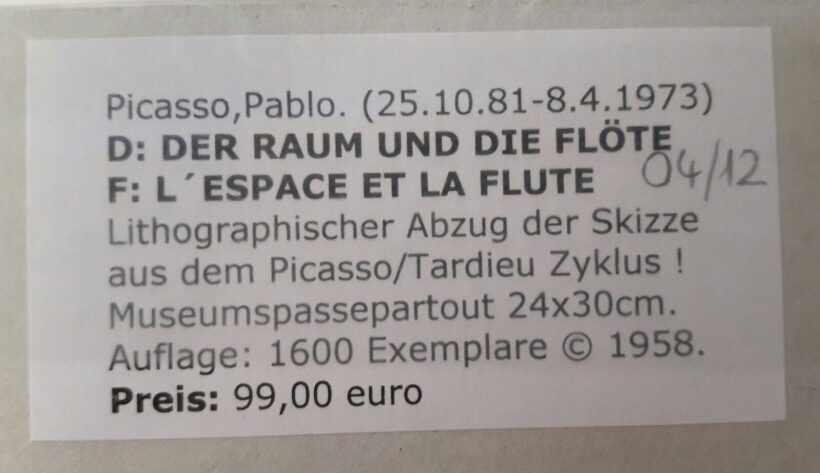 Picasso,Pablo. (25.10.81-8.4.1973)
D: DER RAUM UND DIE FLÖTE
04/12
F: L´ESPACE ET LA FLUTE
Lithographischer Abzug der Skizze
aus dem Picasso/Tardieu Zyklus !
Museumspassepartout 24x30cm.
Auflage: 1600 Exemplare © 1958.
Preis: 99,00 euro